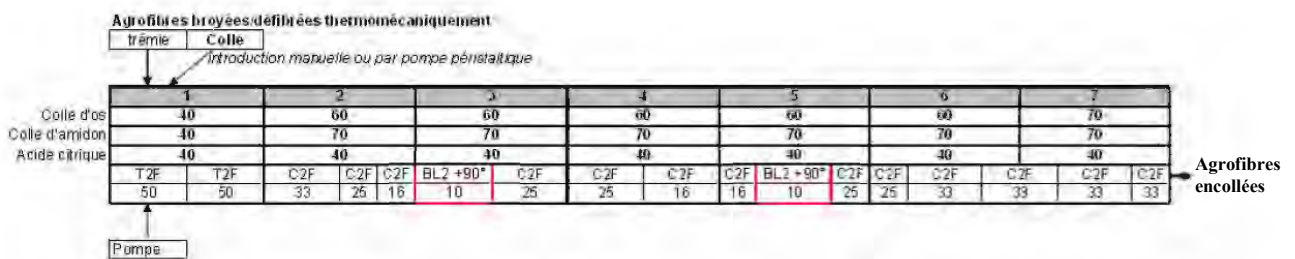 Agrofibres broyées/défibrées thermomécaniquement
trémie Colle
Introduction manuelle ou par pompe péristaltique
1 2 3 4 5 6 7
Colle d'os 40 60 60 60 60 60 70
Colle d'amidon 40 70 70 70 70 70 70
Acide citrique 40 40 40 40 40 40 40
T2F T2F C2F C2F C2F BL2 +90° C2F C2F C2F C2F BL2 +90° C2F C2F C2F C2F C2F C2F
50 50 33 25 16 10 25 25 16 16 10 25 25 33 33 33 33
Agrofibres
encollées
Pompe